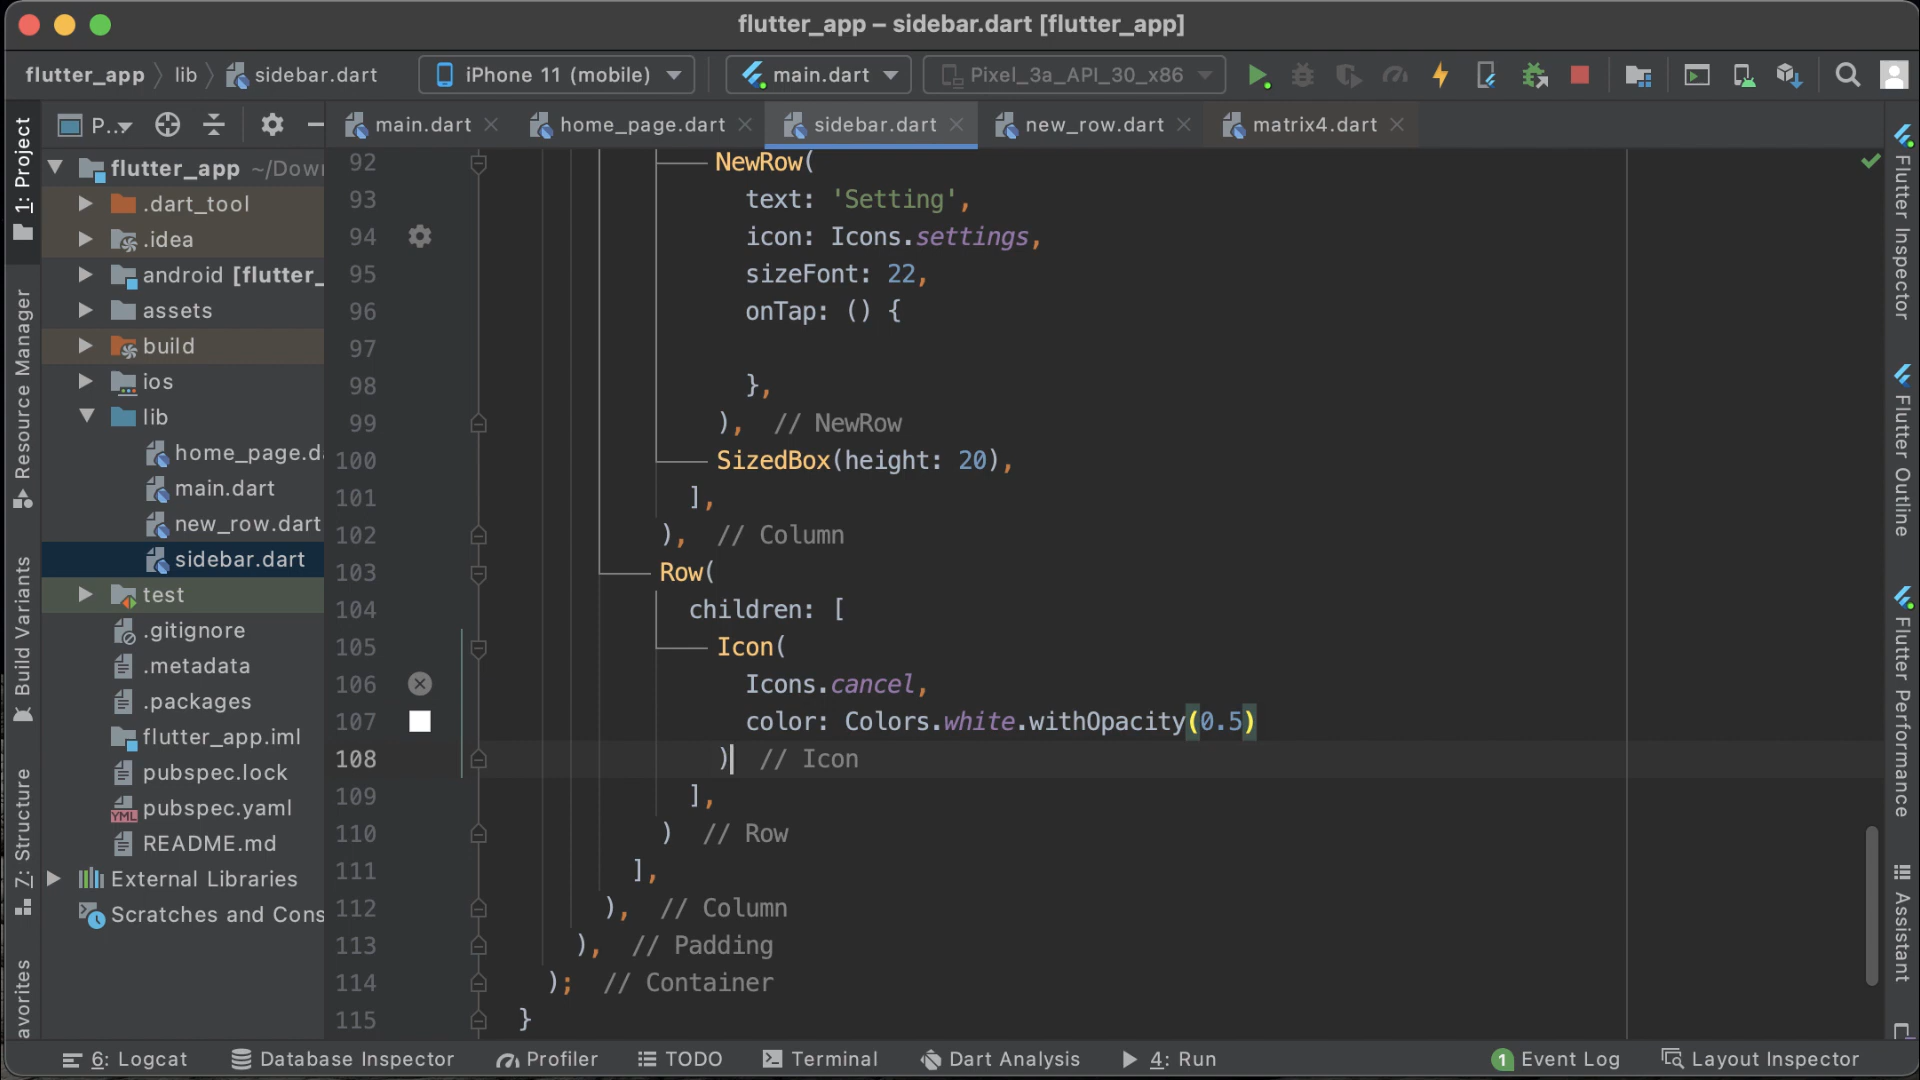 flutter_app – sidebar.dart [flutter_app]
flutter_app lib sidebar.dart iPhone 11 (mobile) main.dart Pixel_3a_API_30_x86
P.. main.dart home_page.dart sidebar.dart new_row.dart matrix4.dart
1: Project
Resource Manager
Build Variants
Z: Structure
avorites
flutter_app ~/Down
.dart_tool
.idea
android [flutter_
assets
build
ios
lib
home_page.da
main.dart
new_row.dart
sidebar.dart
test
.gitignore
.metadata
.packages
flutter_app.iml
pubspec.lock
YML pubspec.yaml
README.md
External Libraries
Scratches and Cons
92 NewRow(
93 text: 'Setting',
94 icon: Icons.settings,
95 sizeFont: 22,
96 onTap: () {
97
98 },
99 ), // NewRow
100 SizedBox(height: 20),
101 ],
102 ), // Column
103 Row(
104 children: [
105 Icon(
106 Icons.cancel,
107 color: Colors.white.withOpacity(0.5)
108 ) // Icon
109 ],
110 ) // Row
111 ],
112 ), // Column
113 ), // Padding
114 ); // Container
115 }
Flutter Inspector
Flutter Outline
Flutter Performance
Assistant
6: Logcat Database Inspector Profiler TODO Terminal Dart Analysis 4: Run 1 Event Log Layout Inspector